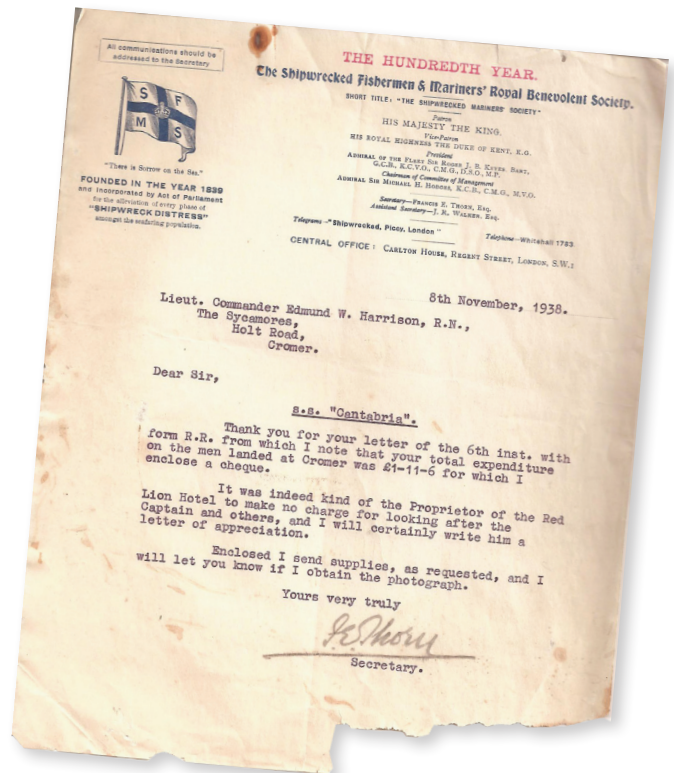 All communications should be
addressed to the Secretary
S F
M S
"There is Sorrow on the Sea."
FOUNDED IN THE YEAR 1839
and Incorporated by Act of Parliament
for the alleviation of every phase of
"SHIPWRECK DISTRESS"
amongst the seafaring population.
THE HUNDREDTH YEAR.
The Shipwrecked Fishermen & Mariners' Royal Benevolent Society.
SHORT TITLE: "THE SHIPWRECKED MARINERS' SOCIETY"
Patron
HIS MAJESTY THE KING.
Vice-Patron
HIS ROYAL HIGHNESS THE DUKE OF KENT, K.G.
President
ADMIRAL OF THE FLEET SIR ROGER J. B. KEYES. BART,
G.C.B., K.C.V.O., C.M.G., D.S.O., M.P.
Chairman of Committee of Management
ADMIRAL SIR MICHAEL H. HODGES, K.C.B., C.M.G., M.V.O.
Secretary—FRANCIS E. THORN, ESQ.
Assistant Secretary—J. R. WALKER, ESQ.
Telegrams—"Shipwrecked, Piccy, London" Telephone—Whitehall 1783
CENTRAL OFFICE: CARLTON HOUSE, REGENT STREET, LONDON, S.W.1
8th November, 1938.
Lieut. Commander Edmund W. Harrison, R.N.,
The Sycamores,
Holt Road,
Cromer.
Dear Sir,
s.s. "Cantabria".
Thank you for your letter of the 6th inst. with
form R.R. from which I note that your total expenditure
on the men landed at Cromer was £1-11-6 for which I
enclose a cheque.
It was indeed kind of the Proprietor of the Red
Lion Hotel to make no charge for looking after the
Captain and others, and I will certainly write him a
letter of appreciation.
Enclosed I send supplies, as requested, and I
will let you know if I obtain the photograph.
Yours very truly
F E Thorn
Secretary.